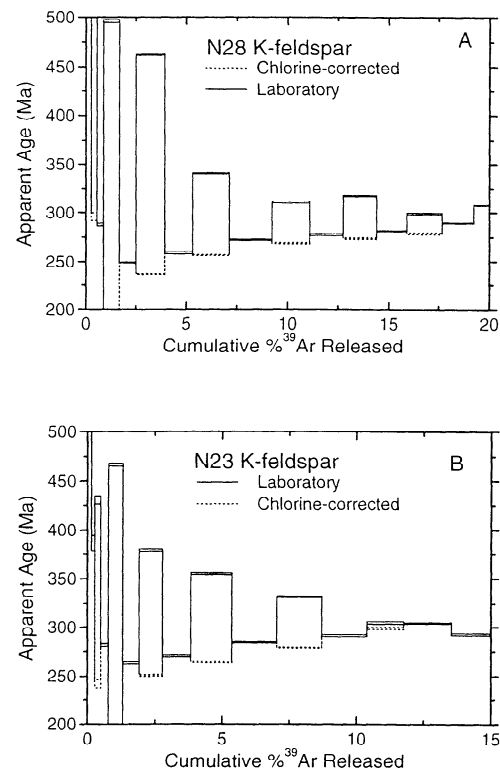 500
450
400
350
300
250
200
Apparent Age (Ma)
N28 K-feldspar
A
Chlorine-corrected
Laboratory
0 5 10 15 20
Cumulative %³⁹Ar Released
500
450
400
350
300
250
200
Apparent Age (Ma)
N23 K-feldspar
B
Laboratory
Chlorine-corrected
0 5 10 15
Cumulative %³⁹Ar Released